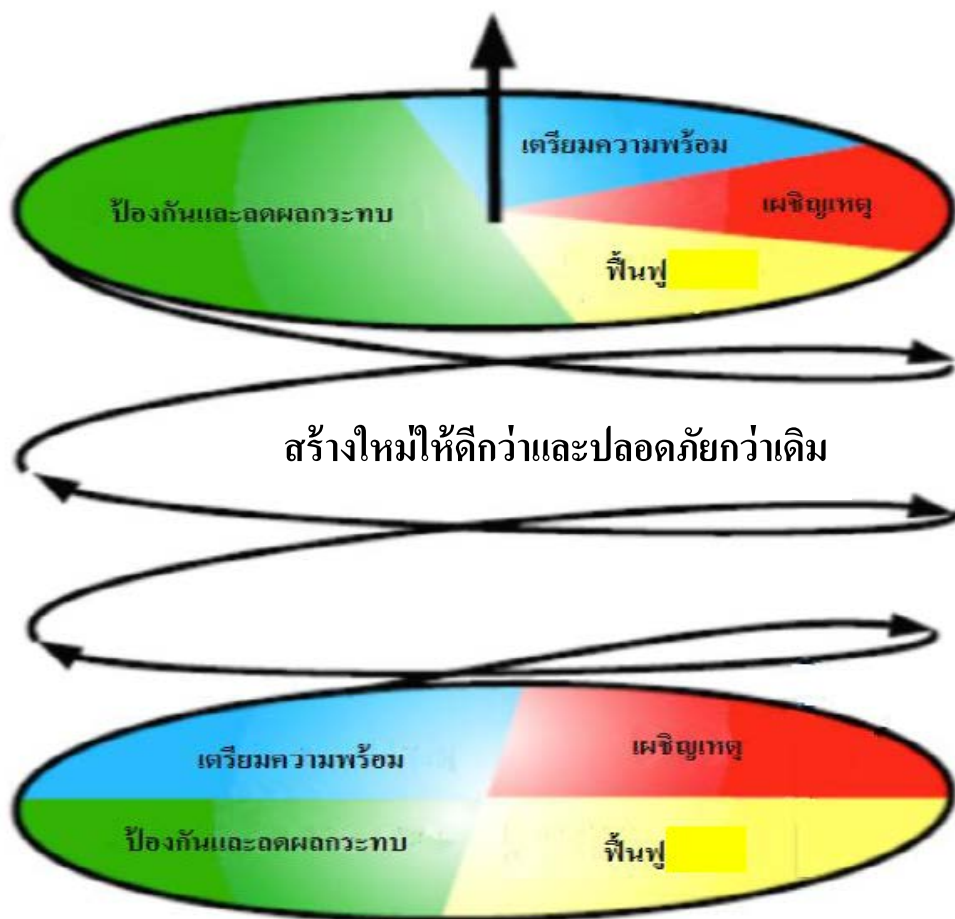 เตรียมความพร้อม
ป้องกันและลดผลกระทบ
เผชิญเหตุ
ฟื้นฟู
สร้างใหม่ให้ดีกว่าและปลอดภัยกว่าเดิม
เตรียมความพร้อม
เผชิญเหตุ
ป้องกันและลดผลกระทบ
ฟื้นฟู